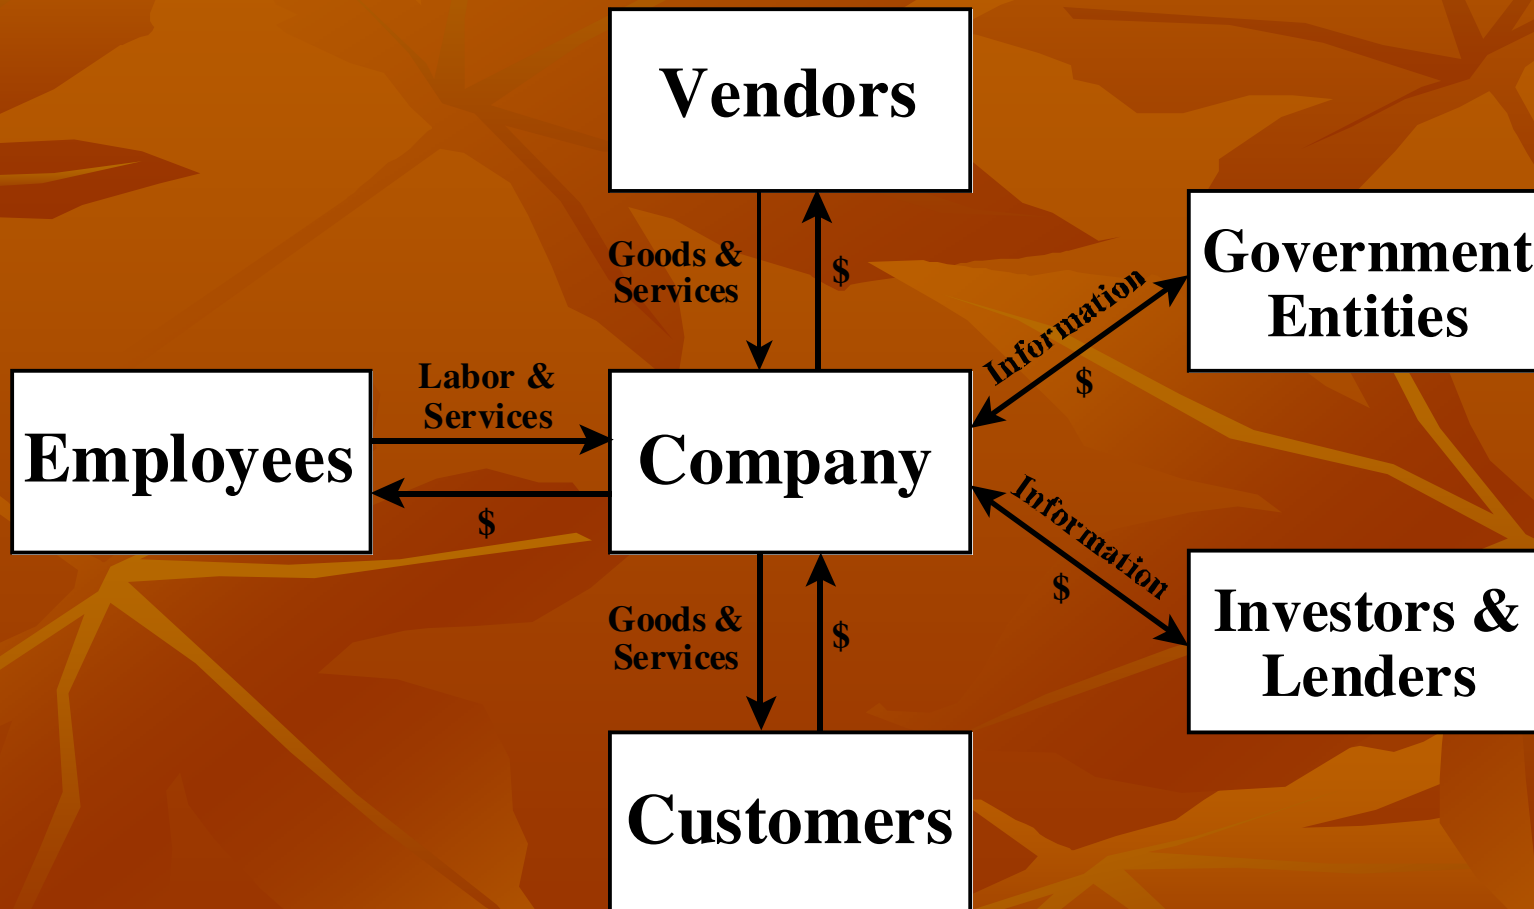 Vendors
Goods &
Services
$
Government
Entities
Information
$
Labor &
Services
Employees
$
Company
Information
$
Investors &
Lenders
Goods &
Services
$
Customers